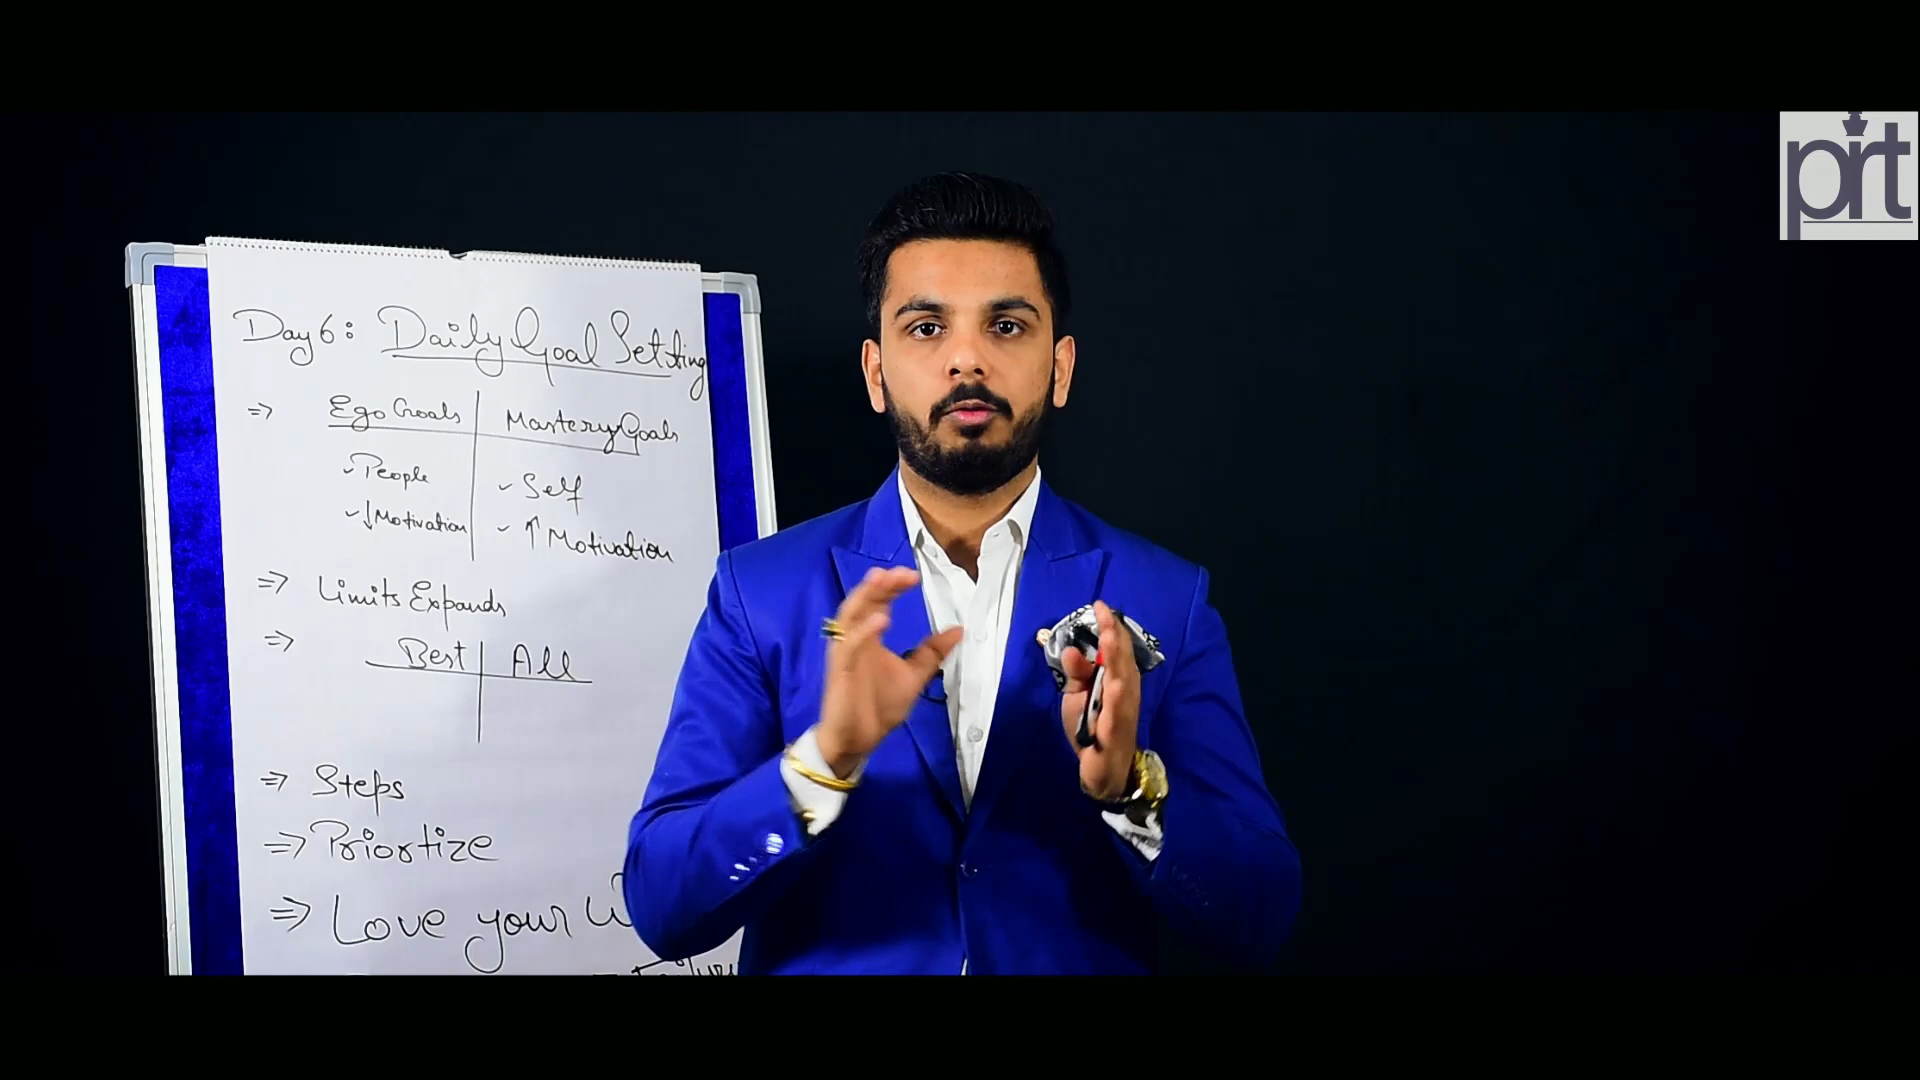 prt
Day 6: Daily Goal Setting
=> Ego Goals | Mastery Goals
✓ People ✓ Self
✓ ↓ Motivation ✓ ↑ Motivation
=> Limits Expands
=> Best | All
=> Steps
=> Priortize
=> Love your